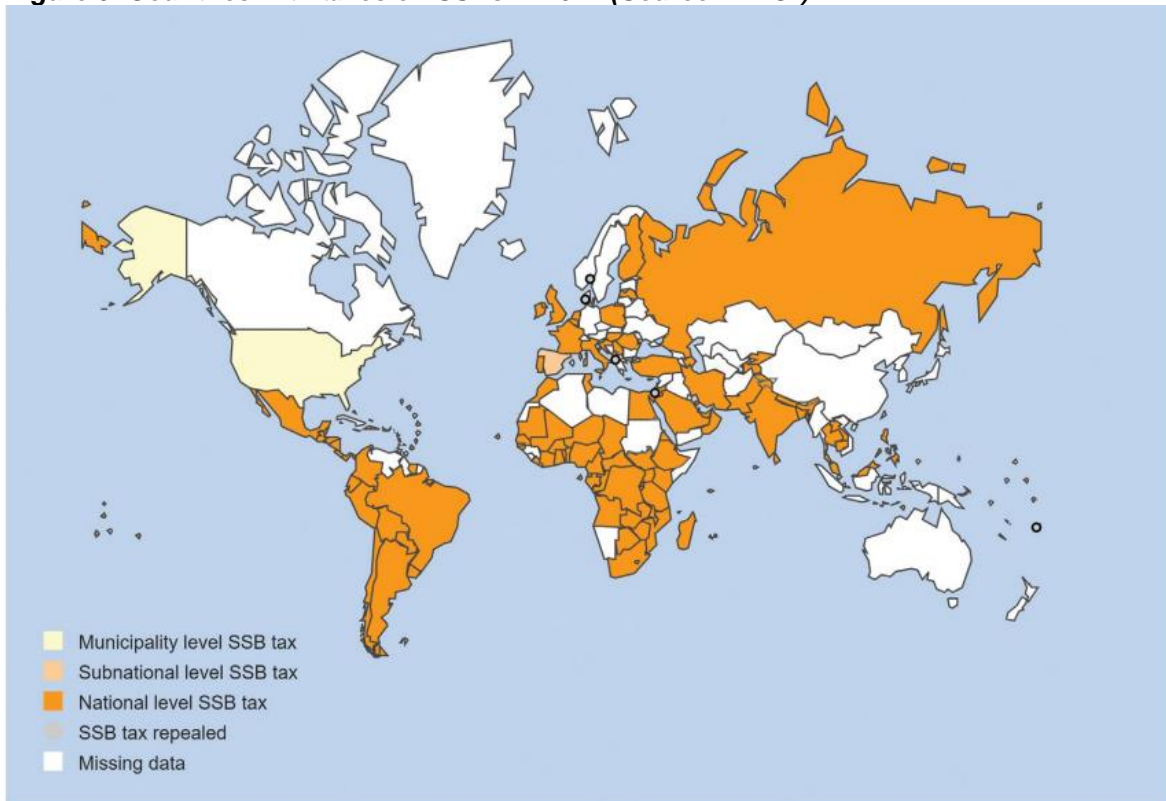 Municipality level SSB tax
Subnational level SSB tax
National level SSB tax
SSB tax repealed
Missing data